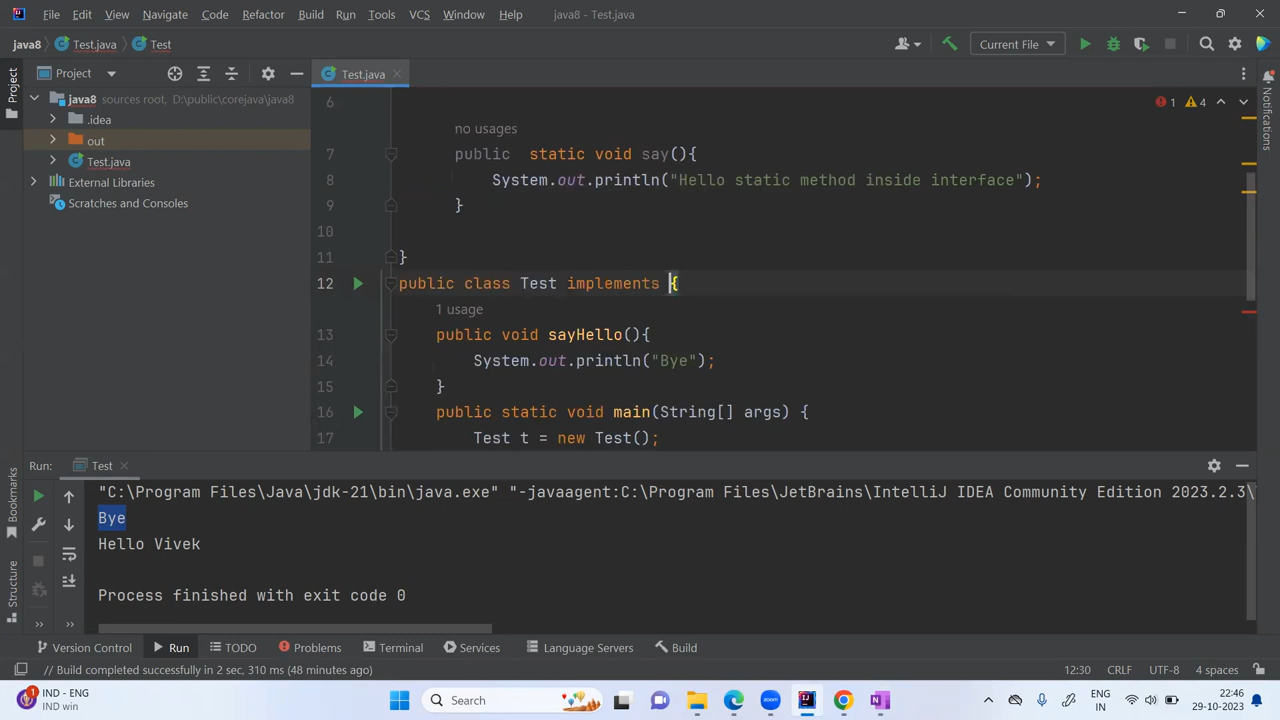 File Edit View Navigate Code Refactor Build Run Tools VCS Window Help java8 - Test.java
java8 Test.java Test Current File
Project Test.java
Project
java8 sources root, D:\public\corejava\java8
.idea
out
Test.java
External Libraries
Scratches and Consoles
Notifications
1 4
6
no usages
7 public static void say(){
8 System.out.println("Hello static method inside interface");
9 }
10
11 }
12 public class Test implements {
1 usage
13 public void sayHello(){
14 System.out.println("Bye");
15 }
16 public static void main(String[] args) {
17 Test t = new Test();
Run: Test
"C:\Program Files\Java\jdk-21\bin\java.exe" "-javaagent:C:\Program Files\JetBrains\IntelliJ IDEA Community Edition 2023.2.3\
Bye
Hello Vivek
Process finished with exit code 0
Bookmarks
Structure
Version Control Run TODO Problems Terminal Services Language Servers Build
// Build completed successfully in 2 sec, 310 ms (48 minutes ago) 12:30 CRLF UTF-8 4 spaces
1 IND - ENG
IND win
Search
ENG
IN
22:46
29-10-2023